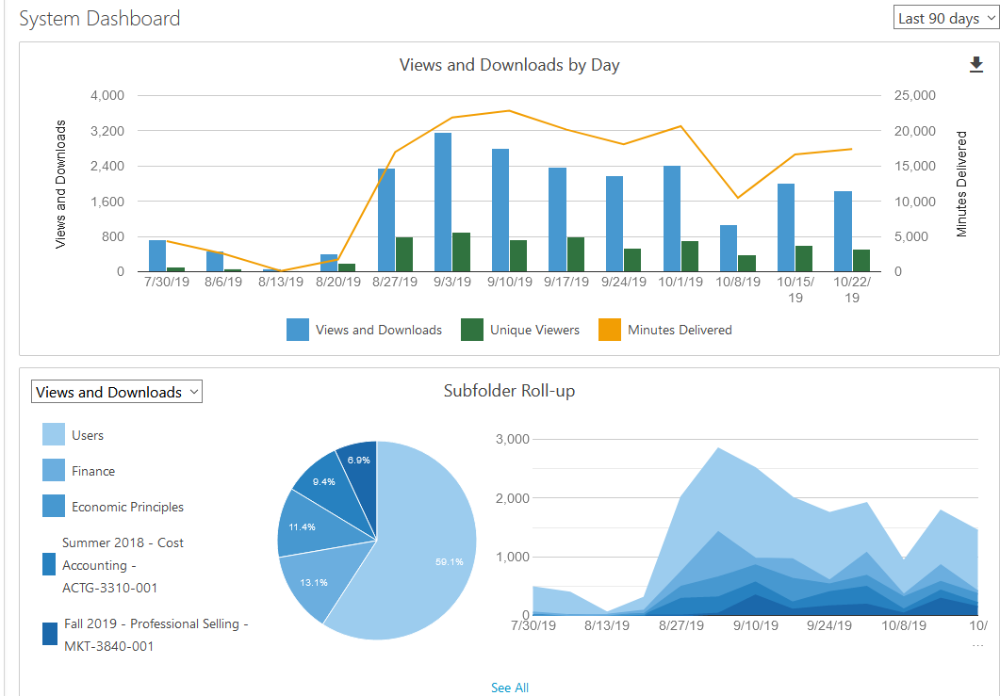 System Dashboard
Last 90 days
Views and Downloads by Day
Views and Downloads
4,000
3,200
2,400
1,600
800
0
25,000
20,000
15,000
10,000
5,000
0
Minutes Delivered
7/30/19 8/6/19 8/13/19 8/20/19 8/27/19 9/3/19 9/10/19 9/17/19 9/24/19 10/1/19 10/8/19 10/15/ 10/22/
19 19
Views and Downloads Unique Viewers Minutes Delivered
Views and Downloads
Subfolder Roll-up
Users
Finance
Economic Principles
Summer 2018 - Cost
Accounting -
ACTG-3310-001
Fall 2019 - Professional Selling -
MKT-3840-001
6.9%
9.4%
11.4%
13.1%
59.1%
3,000
2,000
1,000
0
7/30/19 8/13/19 8/27/19 9/10/19 9/24/19 10/8/19 10/
...
See All